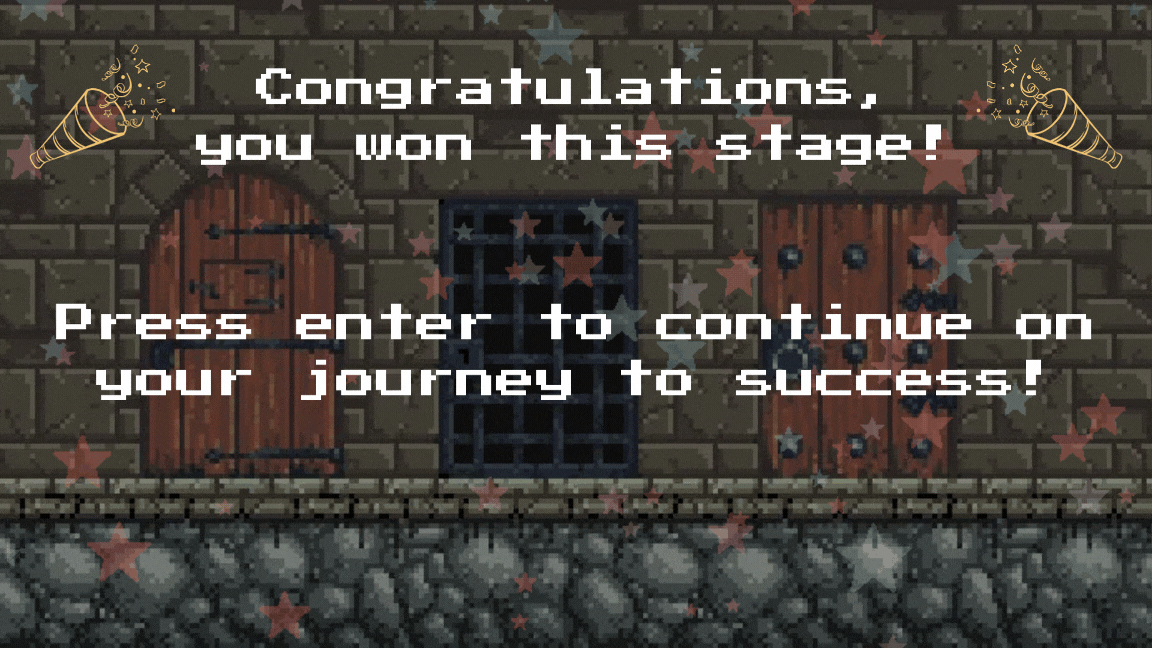 Congratulations,
you won this stage!
Press enter to continue on
your journey to success!